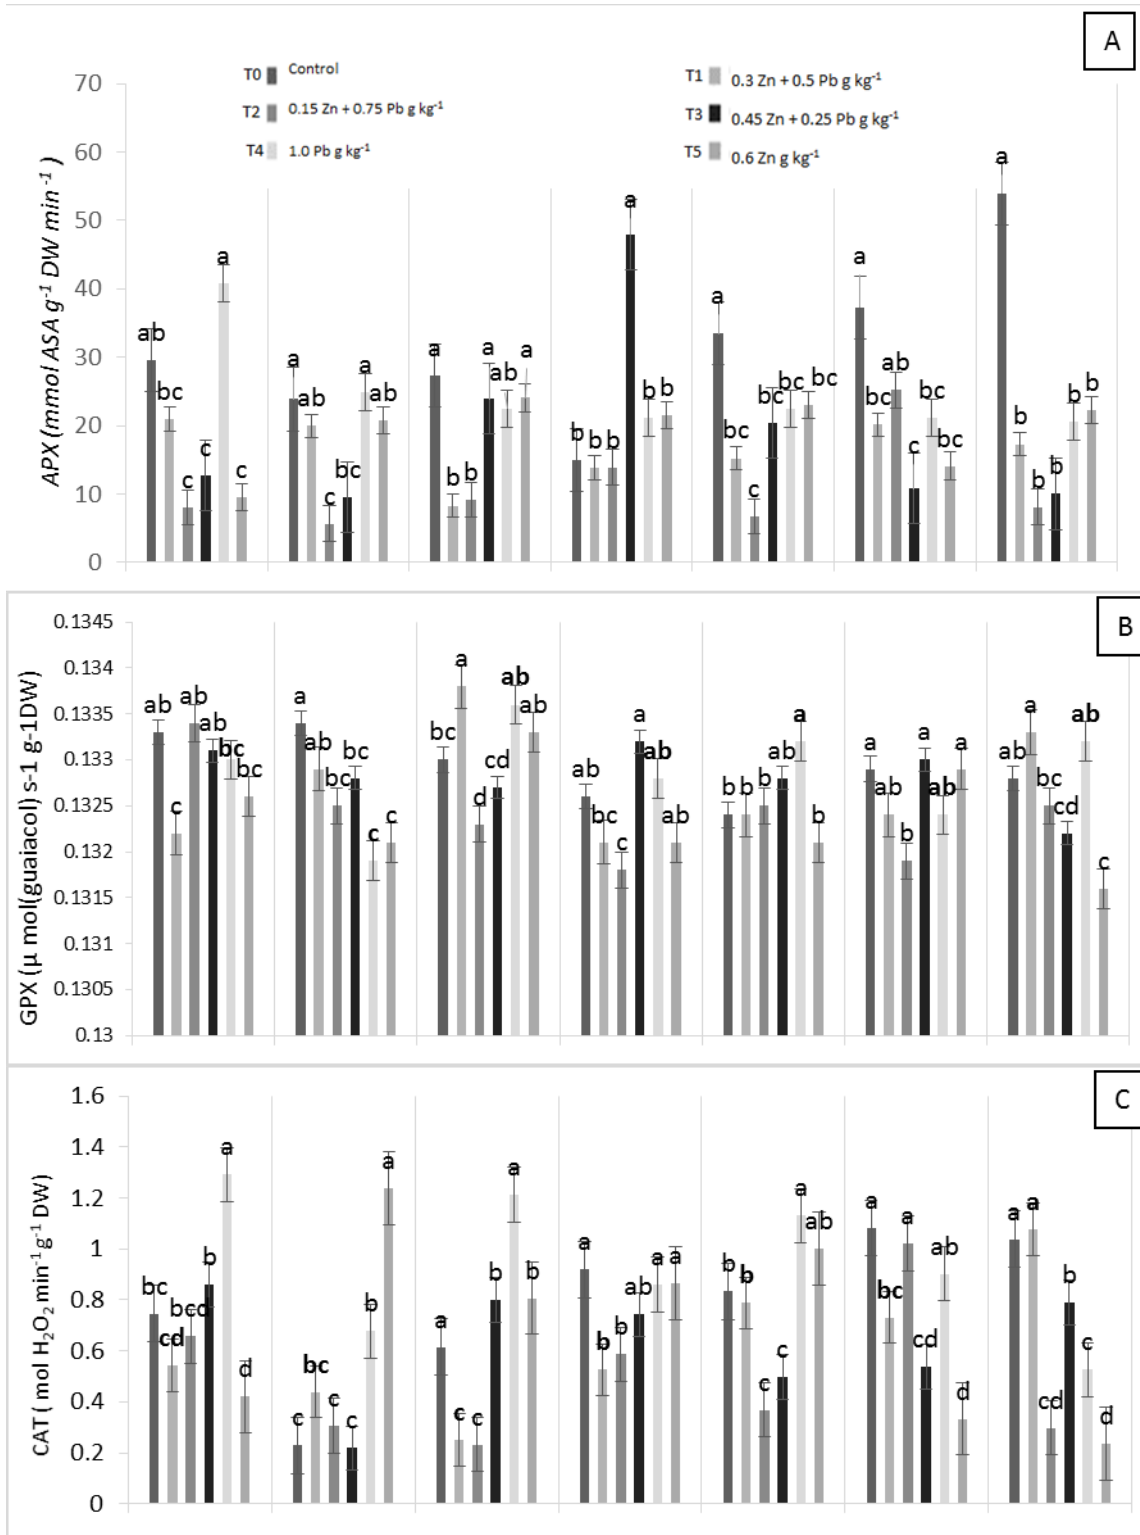 A
T0 Control
T1 0.3 Zn + 0.5 Pb g kg⁻¹
T2 0.15 Zn + 0.75 Pb g kg⁻¹
T3 0.45 Zn + 0.25 Pb g kg⁻¹
T4 1.0 Pb g kg⁻¹
T5 0.6 Zn g kg⁻¹
APX (mmol ASA g⁻¹ DW min⁻¹)
70
60
50
40
30
20
10
0
ab bc c c a c
a ab c bc a ab
a b b a ab a
b b b a b b
a bc c bc bc bc
a bc ab c b bc
a b b b b b
B
GPX (µ mol(guaiacol) s-1 g-1DW)
0.1345
0.134
0.1335
0.133
0.1325
0.132
0.1315
0.131
0.1305
0.13
ab c ab ab bc bc
a ab bc bc c c
bc a d cd ab ab
ab bc c a ab ab
b b b ab a b
a ab b a ab a
ab a bc cd ab c
C
CAT ( mol H₂O₂ min⁻¹ g⁻¹ DW)
1.6
1.4
1.2
1
0.8
0.6
0.4
0.2
0
bc cd bcd b a d
c bc c c b a
a c c b a b
a b b ab a a
b b c c a ab
a bc a cd ab d
a a cd b c d